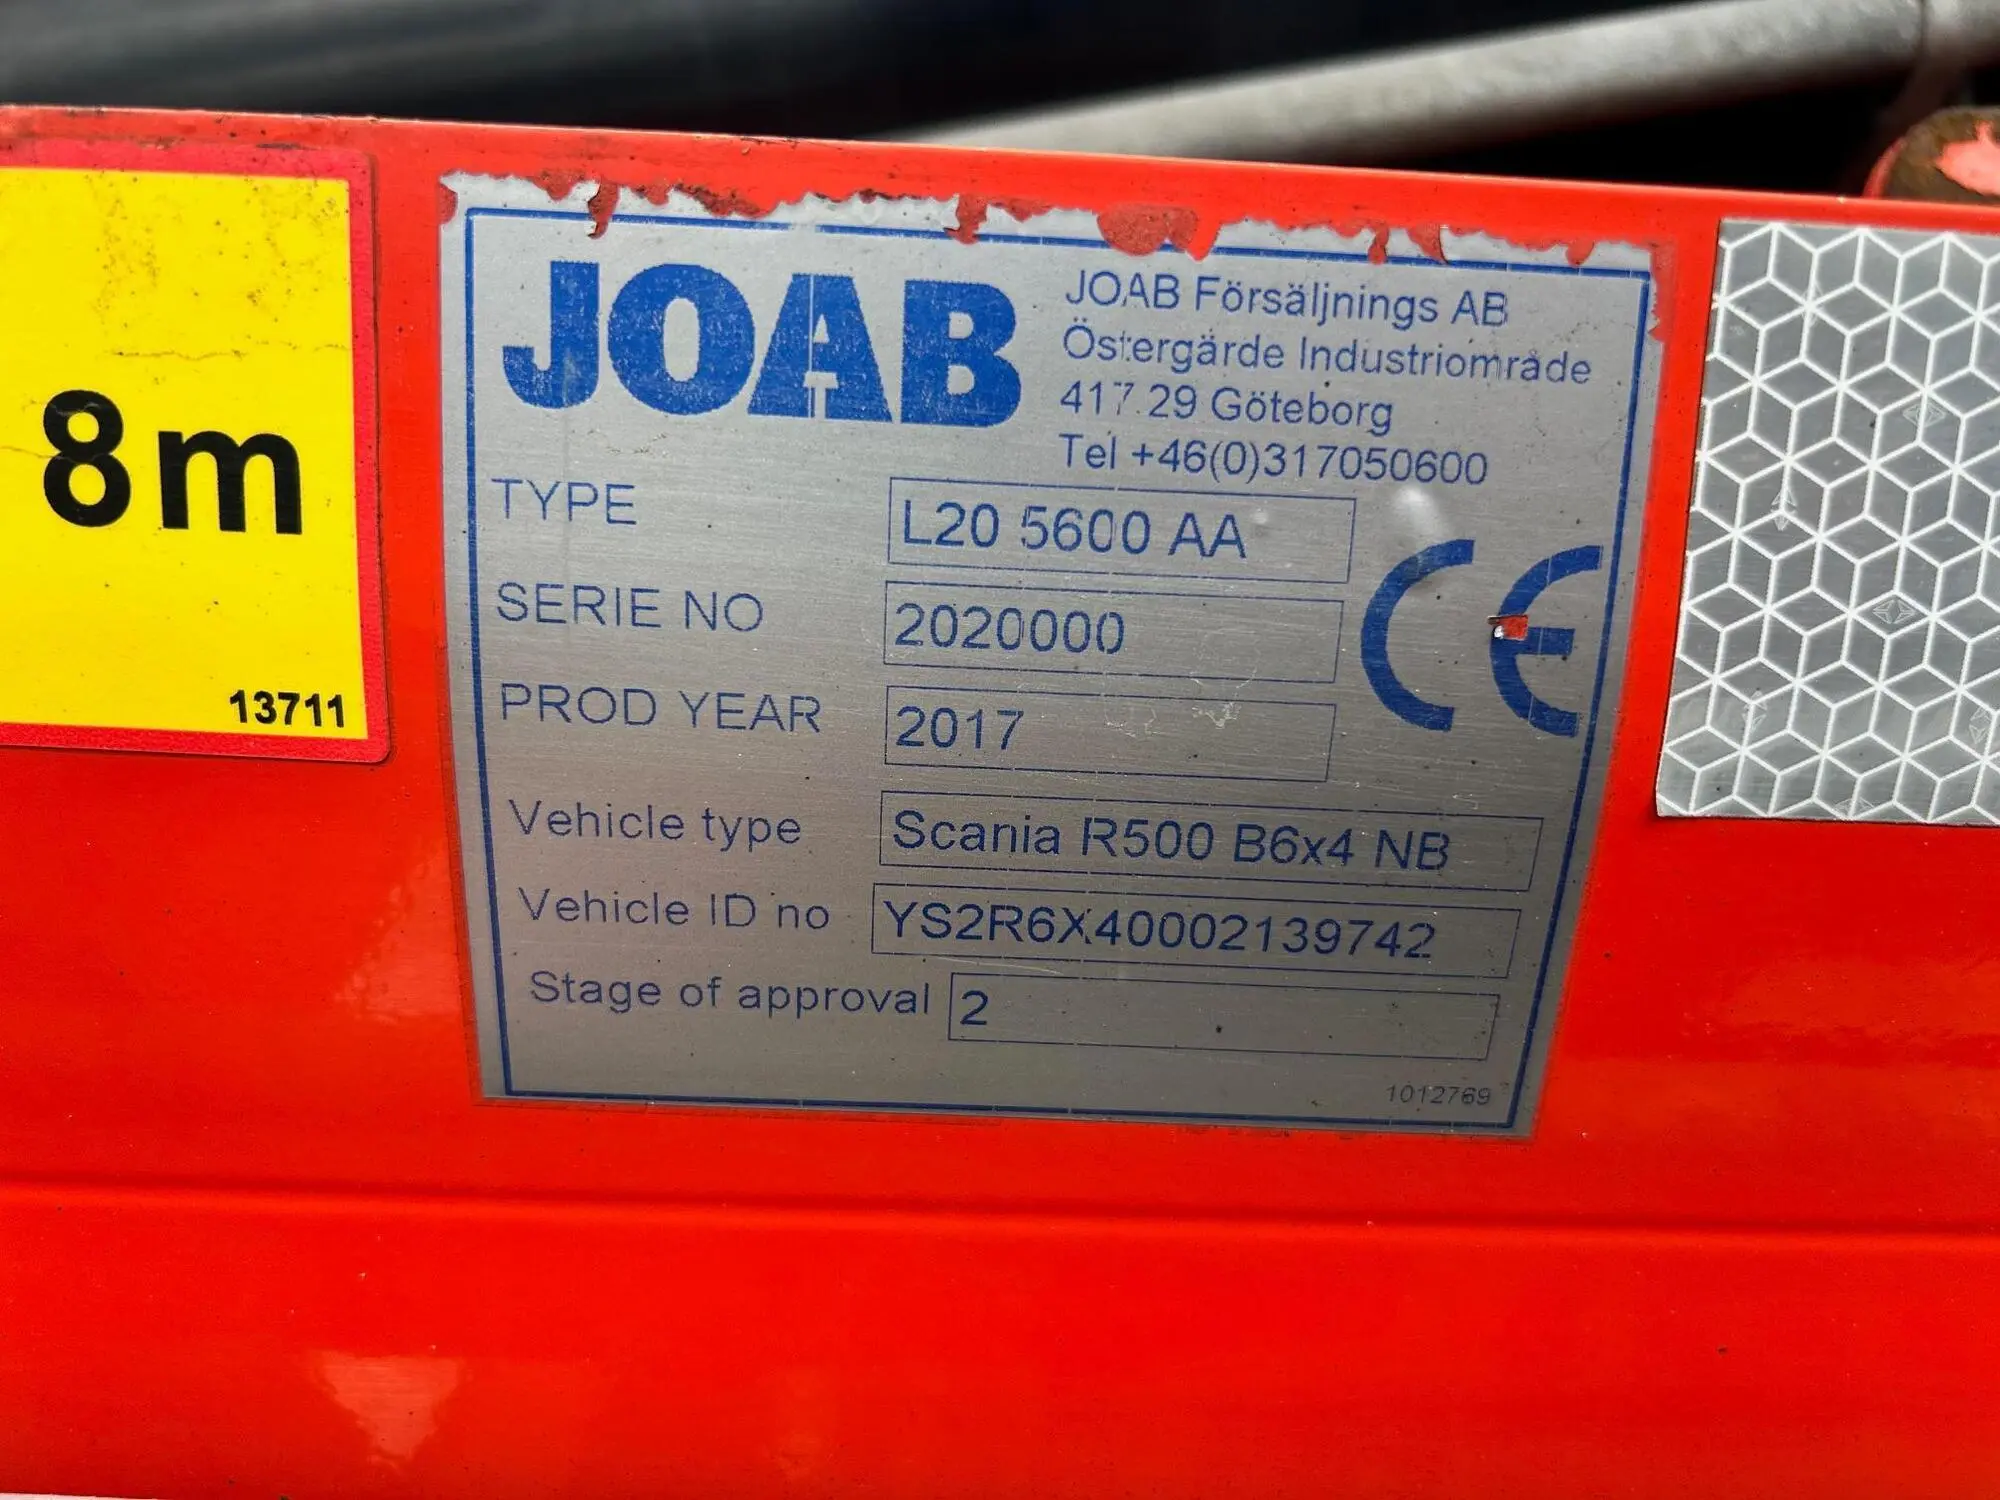 8m
13711
JOAB
JOAB Försäljnings AB
Östergärde Industriområde
417 29 Göteborg
Tel +46(0)317050600
TYPE L20 5600 AA
SERIE NO 2020000
PROD YEAR 2017
CE
Vehicle type Scania R500 B6x4 NB
Vehicle ID no YS2R6X40002139742
Stage of approval 2
1012769